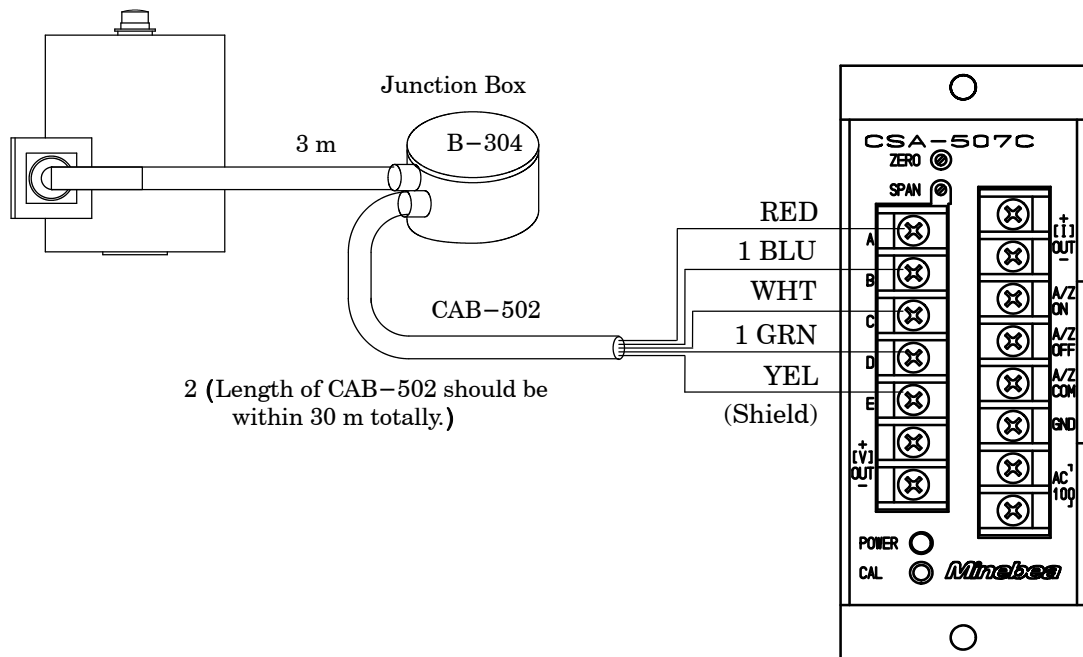 Junction Box
B−304
3 m
CAB−502
2 (Length of CAB−502 should be
within 30 m totally.)
RED
1 BLU
WHT
1 GRN
YEL
(Shield)
CSA-507C
ZERO
SPAN
A
B
C
D
E
+
[V]
OUT
-
+
[I]
OUT
-
A/Z
ON
A/Z
OFF
A/Z
COM
GND
AC
100
POWER
CAL
Minebea